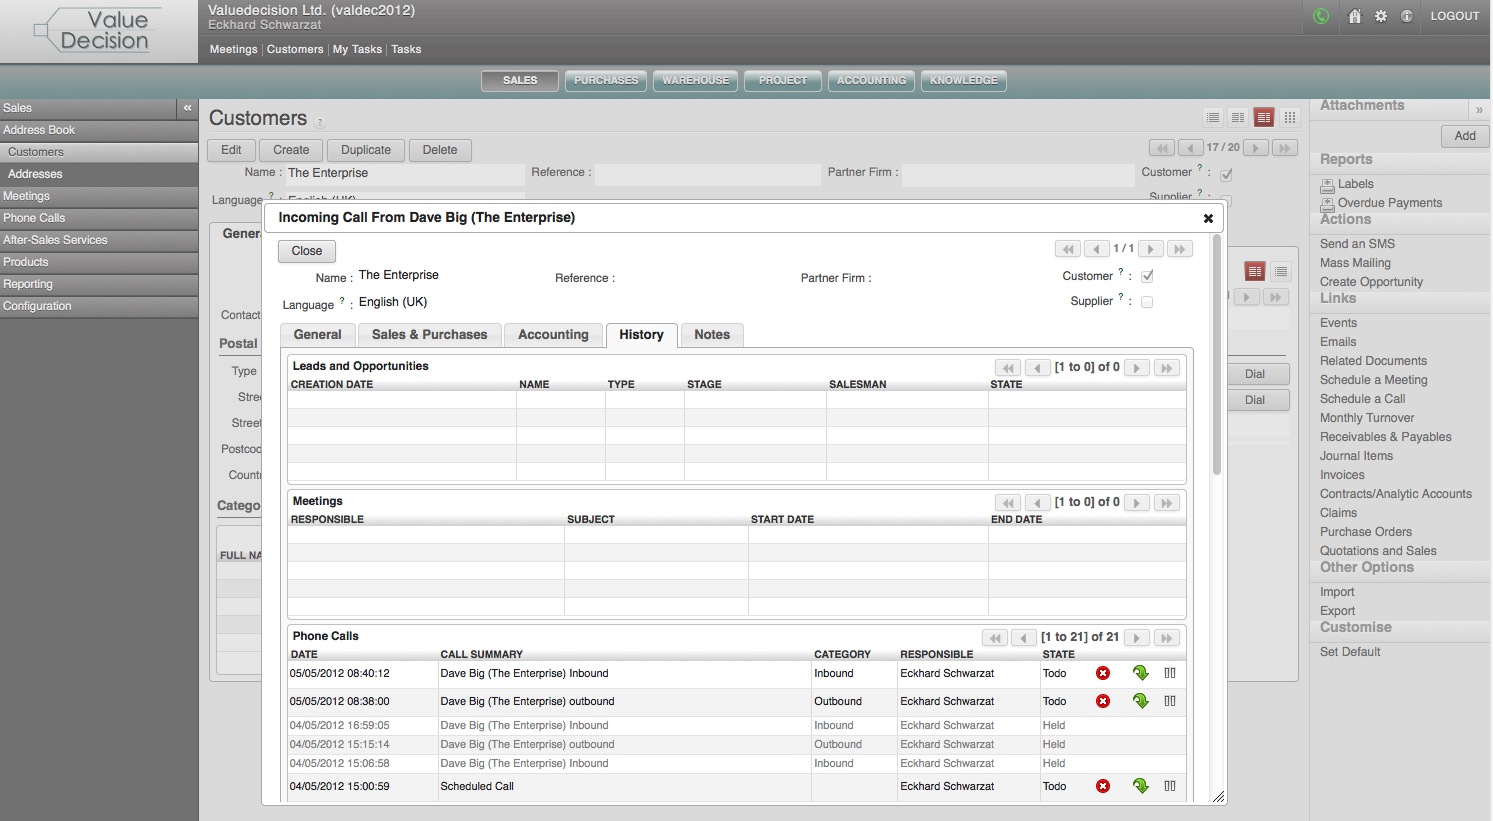 Value
Decision
Valuedecision Ltd. (valdec2012)
Eckhard Schwarzat
Meetings | Customers | My Tasks | Tasks
LOGOUT
SALES PURCHASES WAREHOUSE PROJECT ACCOUNTING KNOWLEDGE
Sales «
Address Book
Customers
Addresses
Meetings
Phone Calls
After-Sales Services
Products
Reporting
Configuration
Customers ?
Edit Create Duplicate Delete
17 / 20
Name : The Enterprise Reference : Partner Firm : Customer ? :
Language ? : English (UK) Supplier ? :
Gener
Contact
Postal
Type
Stre
Street
Postcod
Count
Catego
FULL NA
Dial
Dial
Incoming Call From Dave Big (The Enterprise)
Close 1 / 1
Name : The Enterprise Reference : Partner Firm : Customer ? :
Language ? : English (UK) Supplier ? :
General Sales & Purchases Accounting History Notes
Leads and Opportunities [1 to 0] of 0
CREATION DATE NAME TYPE STAGE SALESMAN STATE
Meetings [1 to 0] of 0
RESPONSIBLE SUBJECT START DATE END DATE
Phone Calls [1 to 21] of 21
DATE CALL SUMMARY CATEGORY RESPONSIBLE STATE
05/05/2012 08:40:12 Dave Big (The Enterprise) Inbound Inbound Eckhard Schwarzat Todo
05/05/2012 08:38:00 Dave Big (The Enterprise) outbound Outbound Eckhard Schwarzat Todo
04/05/2012 16:59:05 Dave Big (The Enterprise) Inbound Inbound Eckhard Schwarzat Held
04/05/2012 15:15:14 Dave Big (The Enterprise) outbound Outbound Eckhard Schwarzat Held
04/05/2012 15:06:58 Dave Big (The Enterprise) Inbound Inbound Eckhard Schwarzat Held
04/05/2012 15:00:59 Scheduled Call Eckhard Schwarzat Todo
Attachments »
Add
Reports
Labels
Overdue Payments
Actions
Send an SMS
Mass Mailing
Create Opportunity
Links
Events
Emails
Related Documents
Schedule a Meeting
Schedule a Call
Monthly Turnover
Receivables & Payables
Journal Items
Invoices
Contracts/Analytic Accounts
Claims
Purchase Orders
Quotations and Sales
Other Options
Import
Export
Customise
Set Default